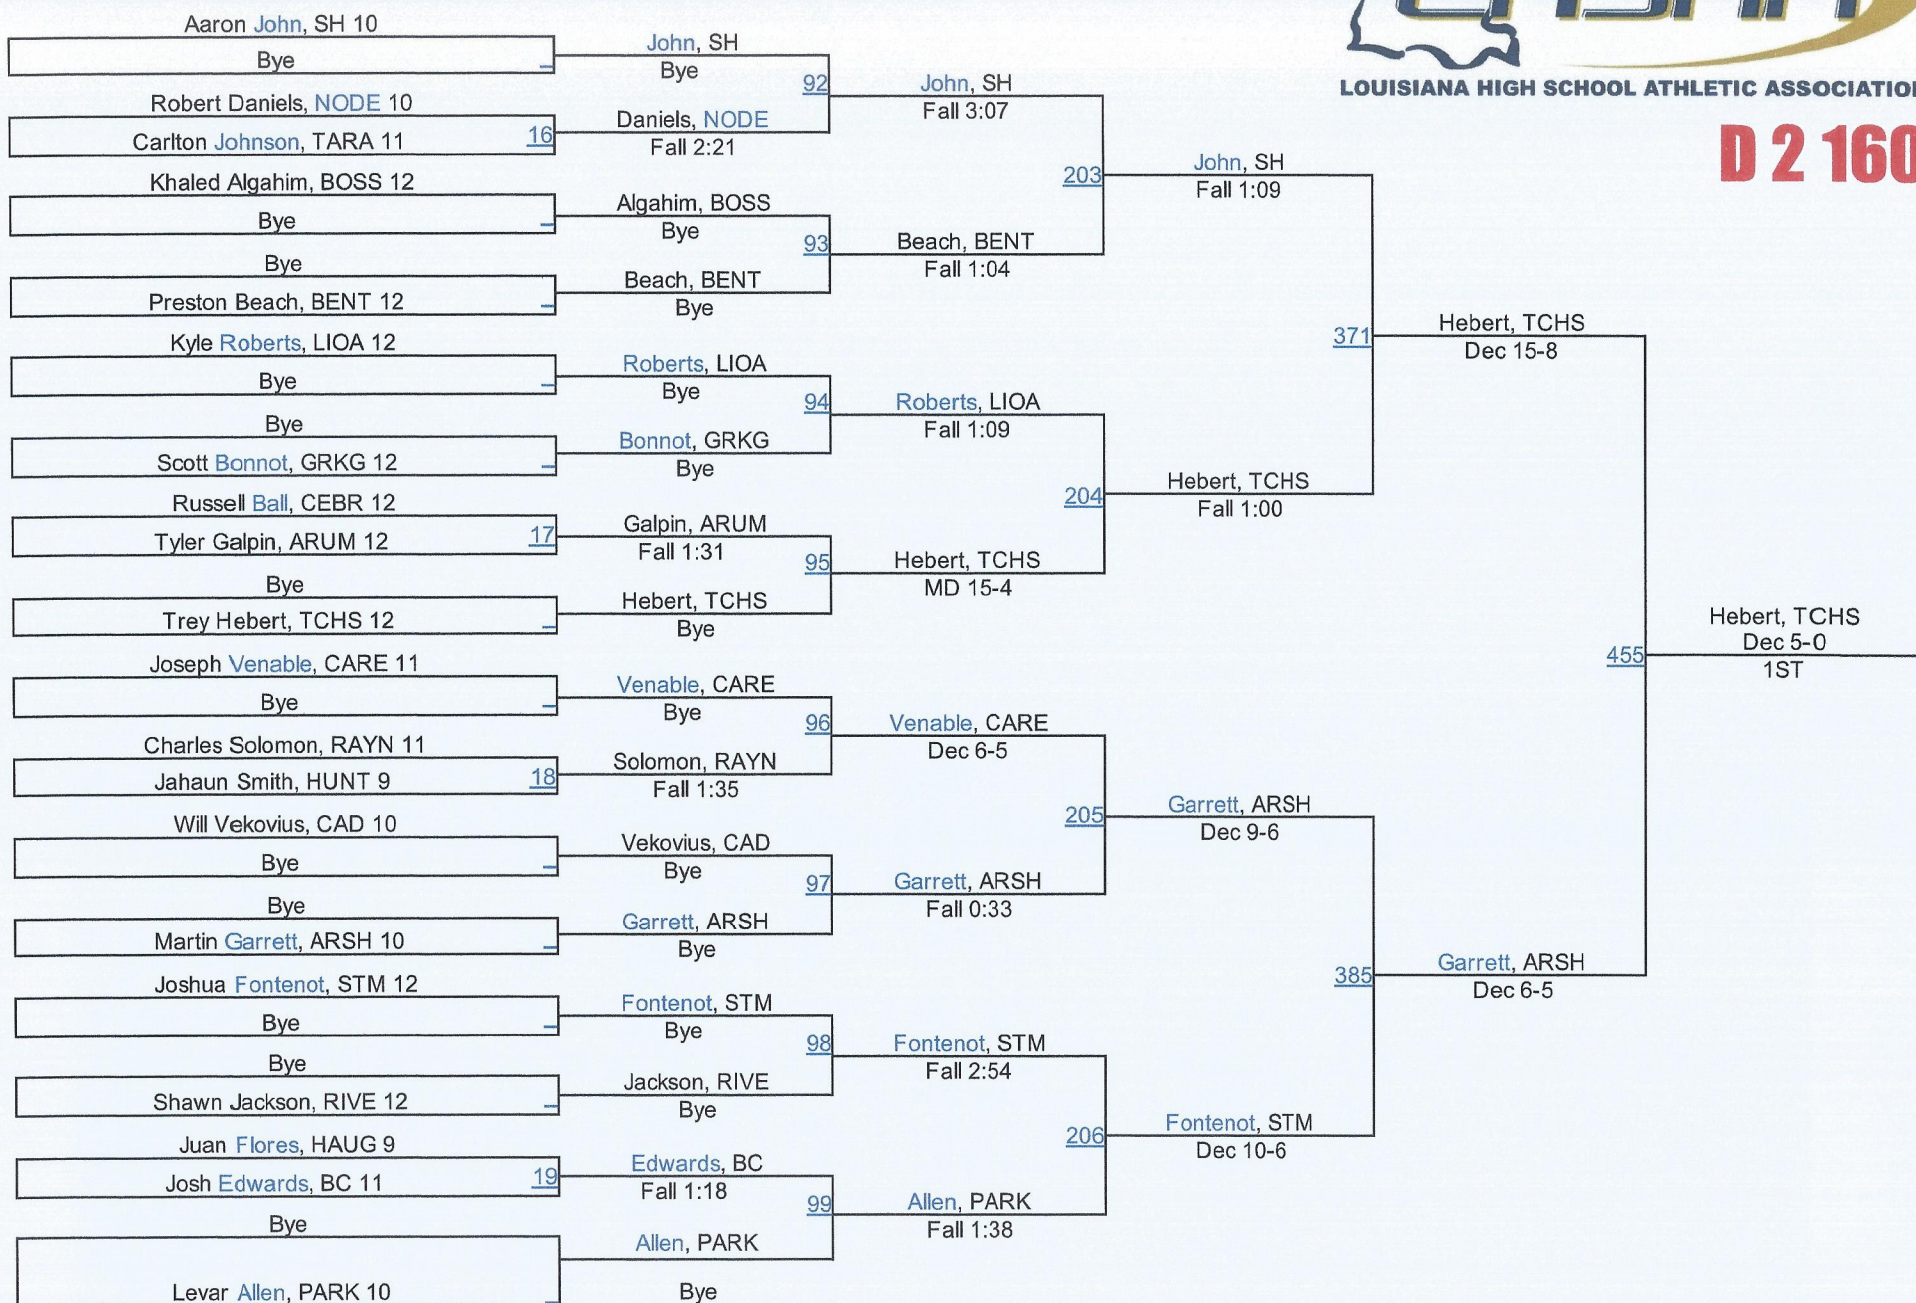 LOUISIANA HIGH SCHOOL ATHLETIC ASSOCIATION
D 2 160
Aaron John, SH 10
Bye
Robert Daniels, NODE 10
16
Carlton Johnson, TARA 11
Khaled Algahim, BOSS 12
Bye
Bye
Preston Beach, BENT 12
Kyle Roberts, LIOA 12
Bye
Bye
Scott Bonnot, GRKG 12
Russell Ball, CEBR 12
17
Tyler Galpin, ARUM 12
Bye
Trey Hebert, TCHS 12
Joseph Venable, CARE 11
Bye
Charles Solomon, RAYN 11
18
Jahaun Smith, HUNT 9
Will Vekovius, CAD 10
Bye
Bye
Martin Garrett, ARSH 10
Joshua Fontenot, STM 12
Bye
Bye
Shawn Jackson, RIVE 12
Juan Flores, HAUG 9
19
Josh Edwards, BC 11
Bye
Levar Allen, PARK 10
John, SH
Bye
92
Daniels, NODE
Fall 2:21
Algahim, BOSS
Bye
93
Beach, BENT
Bye
Roberts, LIOA
Bye
94
Bonnot, GRKG
Bye
Galpin, ARUM
Fall 1:31
95
Hebert, TCHS
Bye
Venable, CARE
Bye
96
Solomon, RAYN
Fall 1:35
Vekovius, CAD
Bye
97
Garrett, ARSH
Bye
Fontenot, STM
Bye
98
Jackson, RIVE
Bye
Edwards, BC
Fall 1:18
99
Allen, PARK
Bye
John, SH
Fall 3:07
203
Beach, BENT
Fall 1:04
Roberts, LIOA
Fall 1:09
204
Hebert, TCHS
MD 15-4
Venable, CARE
Dec 6-5
205
Garrett, ARSH
Fall 0:33
Fontenot, STM
Fall 2:54
206
Allen, PARK
Fall 1:38
John, SH
Fall 1:09
371
Hebert, TCHS
Fall 1:00
Garrett, ARSH
Dec 9-6
385
Fontenot, STM
Dec 10-6
Hebert, TCHS
Dec 15-8
455
Garrett, ARSH
Dec 6-5
Hebert, TCHS
Dec 5-0
1ST